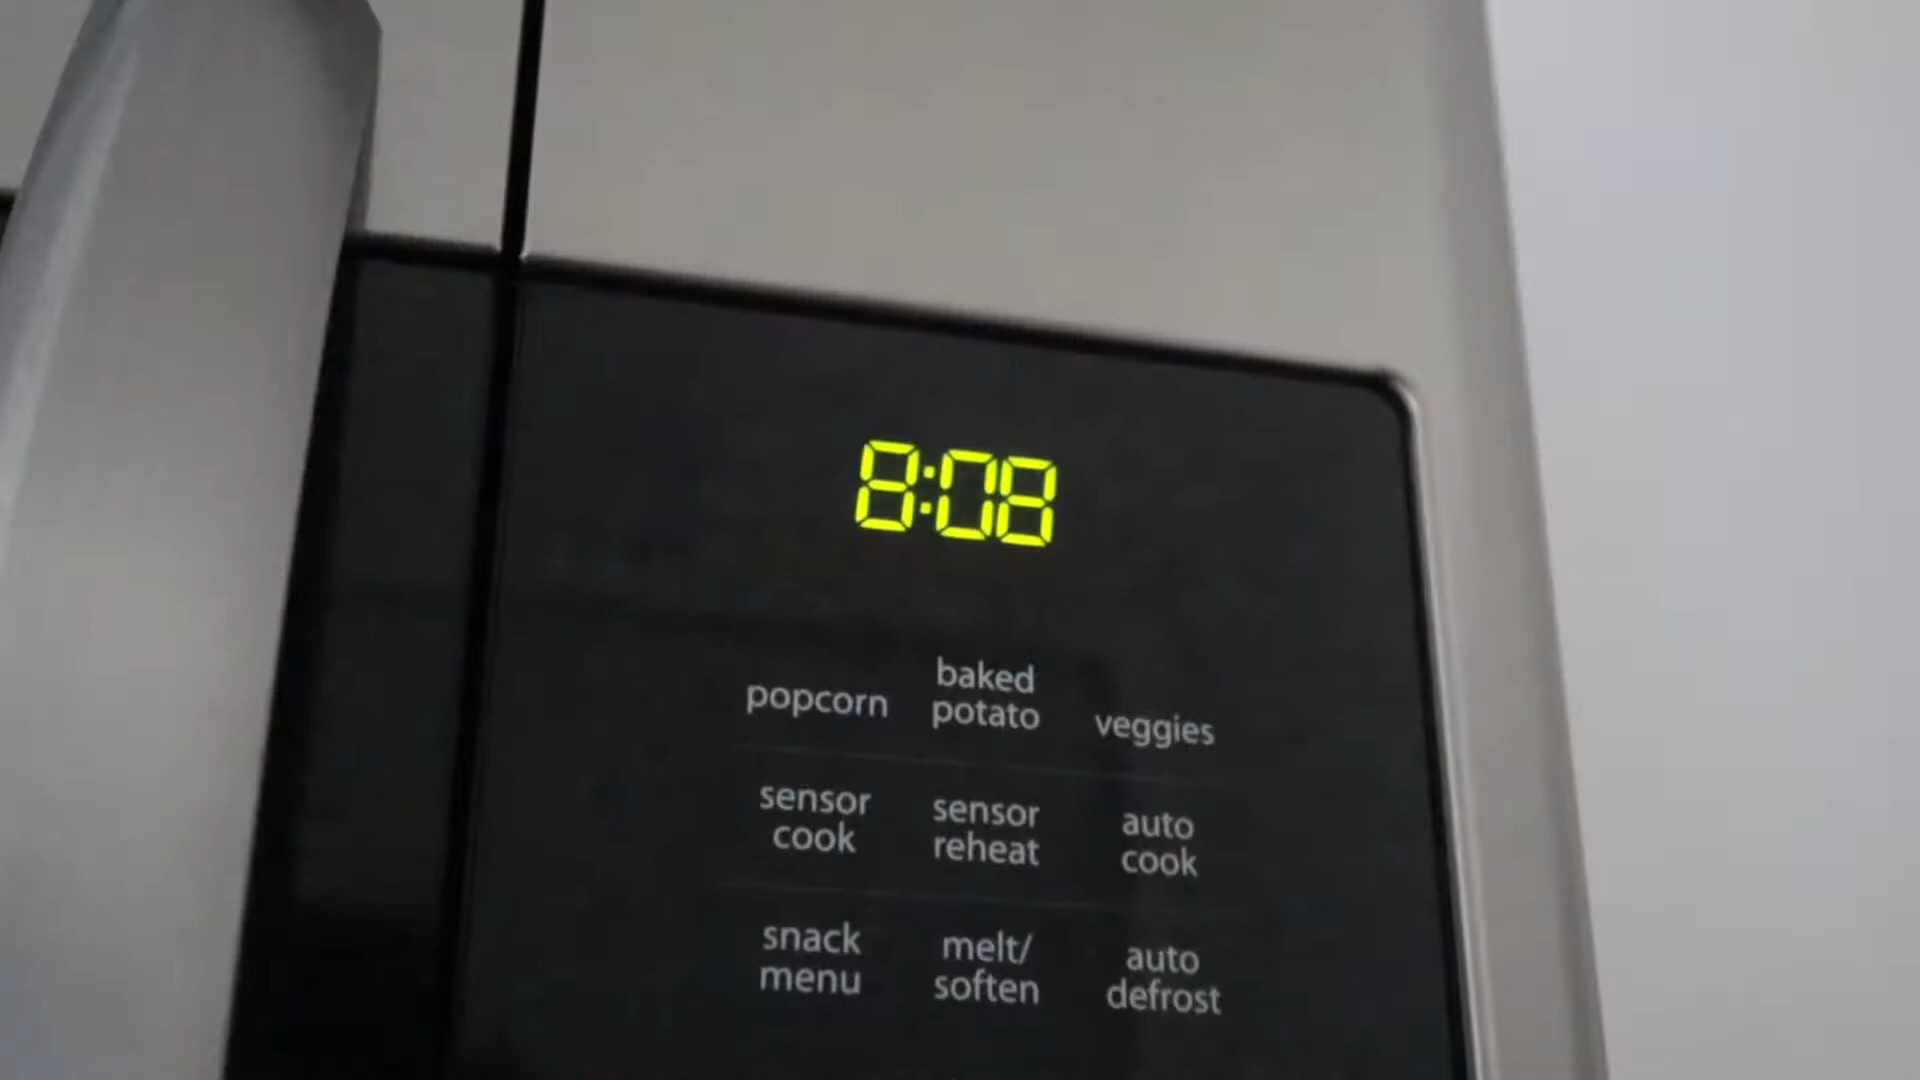 8:08
popcorn
baked
potato
veggies
sensor
cook
sensor
reheat
auto
cook
snack
menu
melt/
soften
auto
defrost